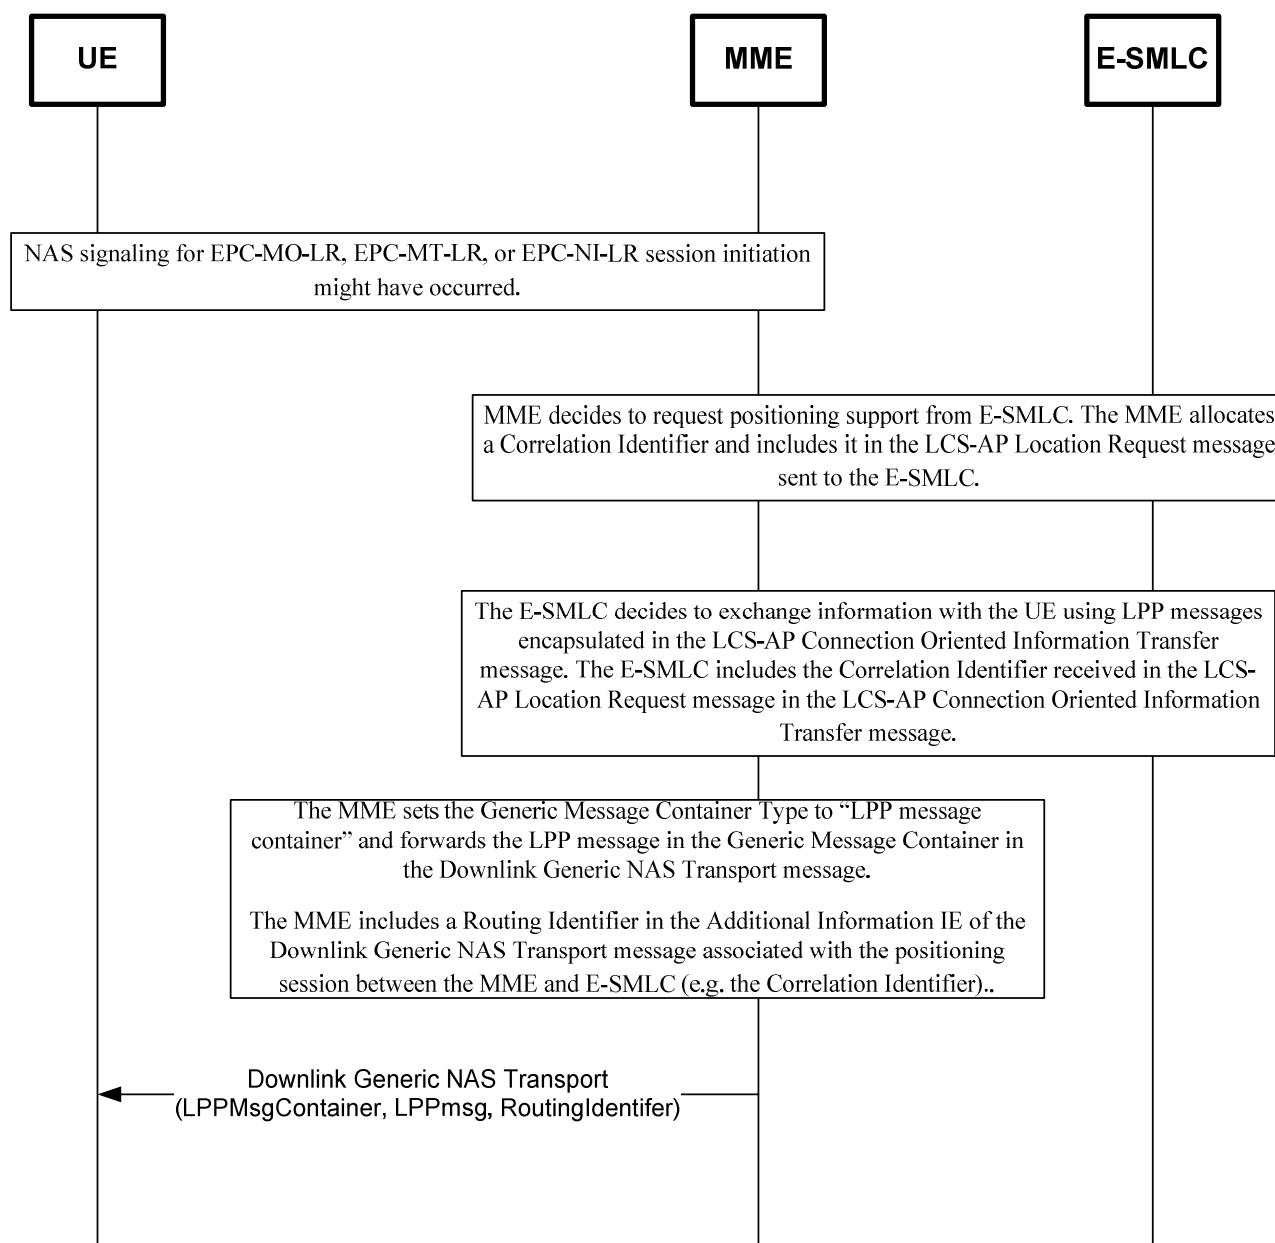 UE
MME
E-SMLC
NAS signaling for EPC-MO-LR, EPC-MT-LR, or EPC-NI-LR session initiation
might have occurred.
MME decides to request positioning support from E-SMLC. The MME allocates
a Correlation Identifier and includes it in the LCS-AP Location Request message
sent to the E-SMLC.
The E-SMLC decides to exchange information with the UE using LPP messages
encapsulated in the LCS-AP Connection Oriented Information Transfer
message. The E-SMLC includes the Correlation Identifier received in the LCS-
AP Location Request message in the LCS-AP Connection Oriented Information
Transfer message.
The MME sets the Generic Message Container Type to “LPP message
container” and forwards the LPP message in the Generic Message Container in
the Downlink Generic NAS Transport message.
The MME includes a Routing Identifier in the Additional Information IE of the
Downlink Generic NAS Transport message associated with the positioning
session between the MME and E-SMLC (e.g. the Correlation Identifier)..
Downlink Generic NAS Transport
(LPPMsgContainer, LPPmsg, RoutingIdentifer)